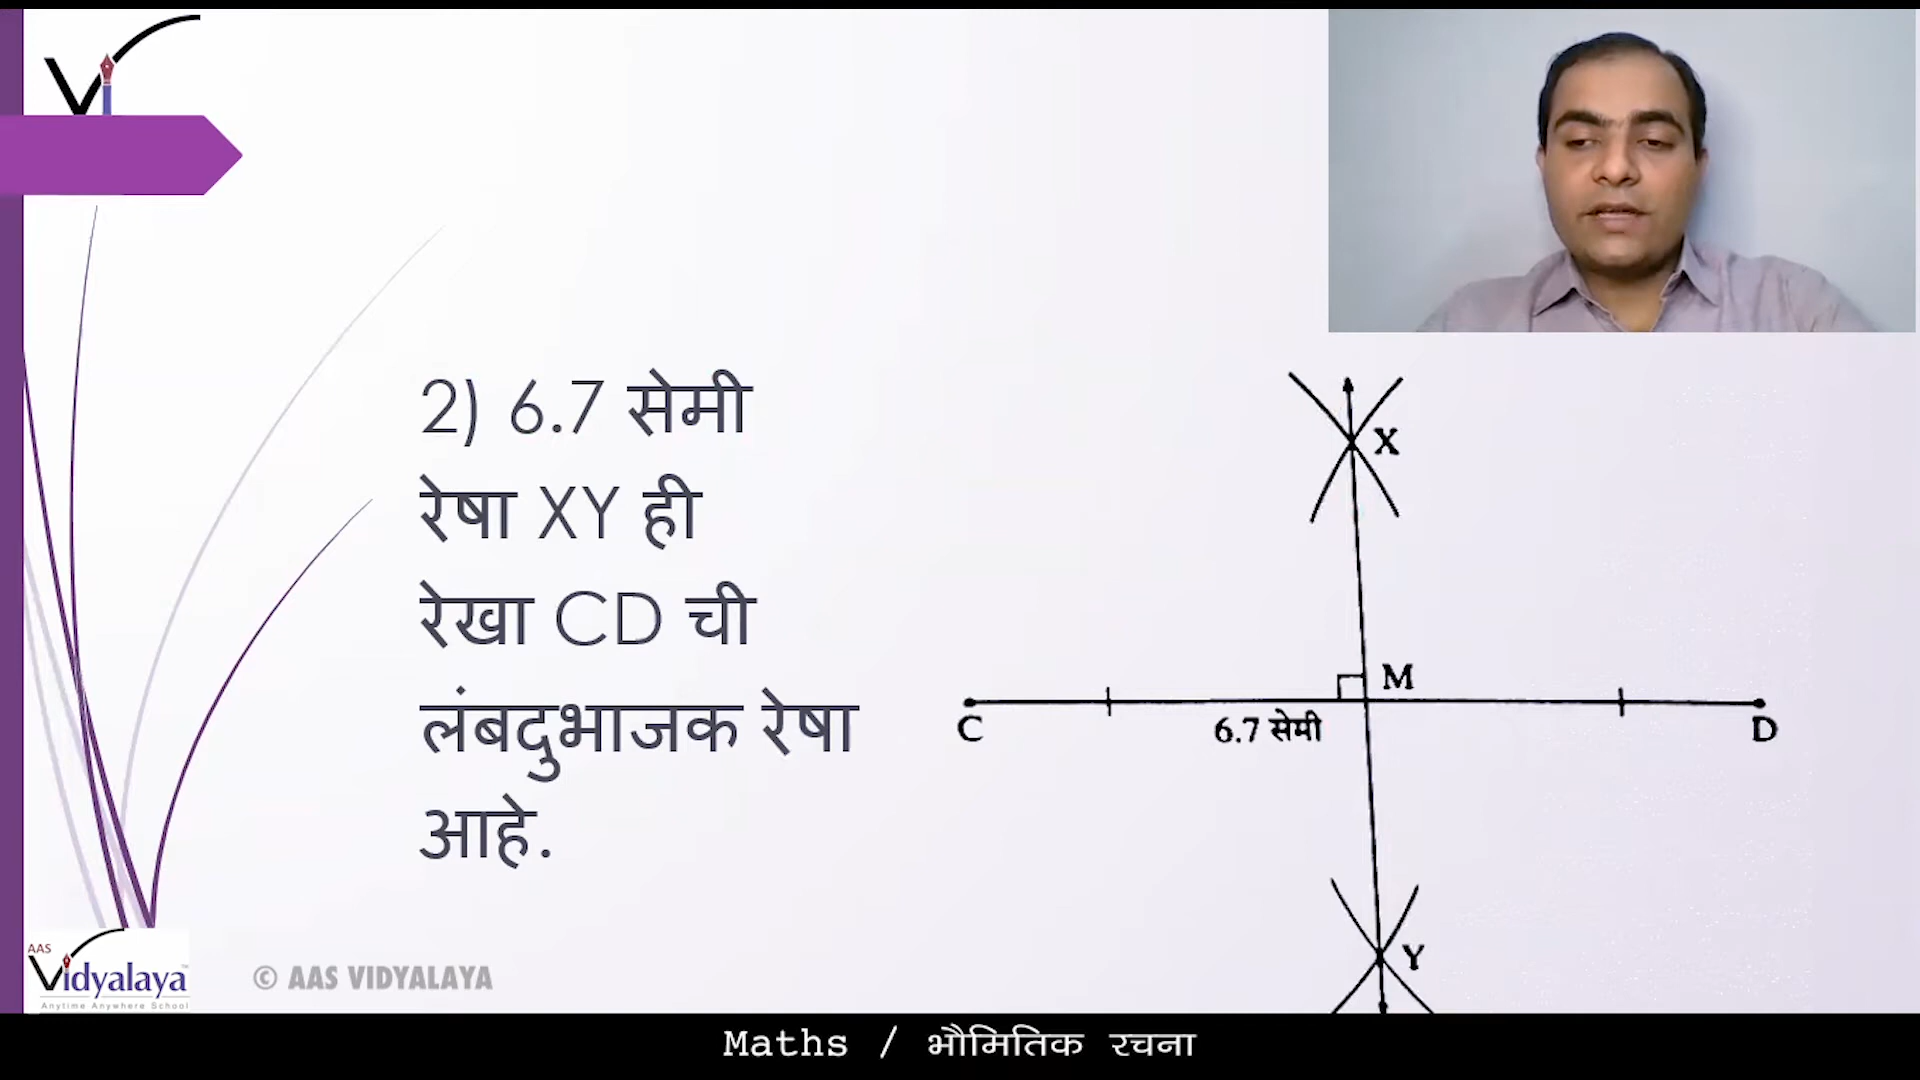 2) 6.7 सेमी
रेषा XY ही
रेखा CD ची
लंबदुभाजक रेषा
आहे.
X
M
C
6.7 सेमी
D
Y
AAS
Vidyalaya
Anytime Anywhere School
© AAS VIDYALAYA
Maths / भौमितिक रचना